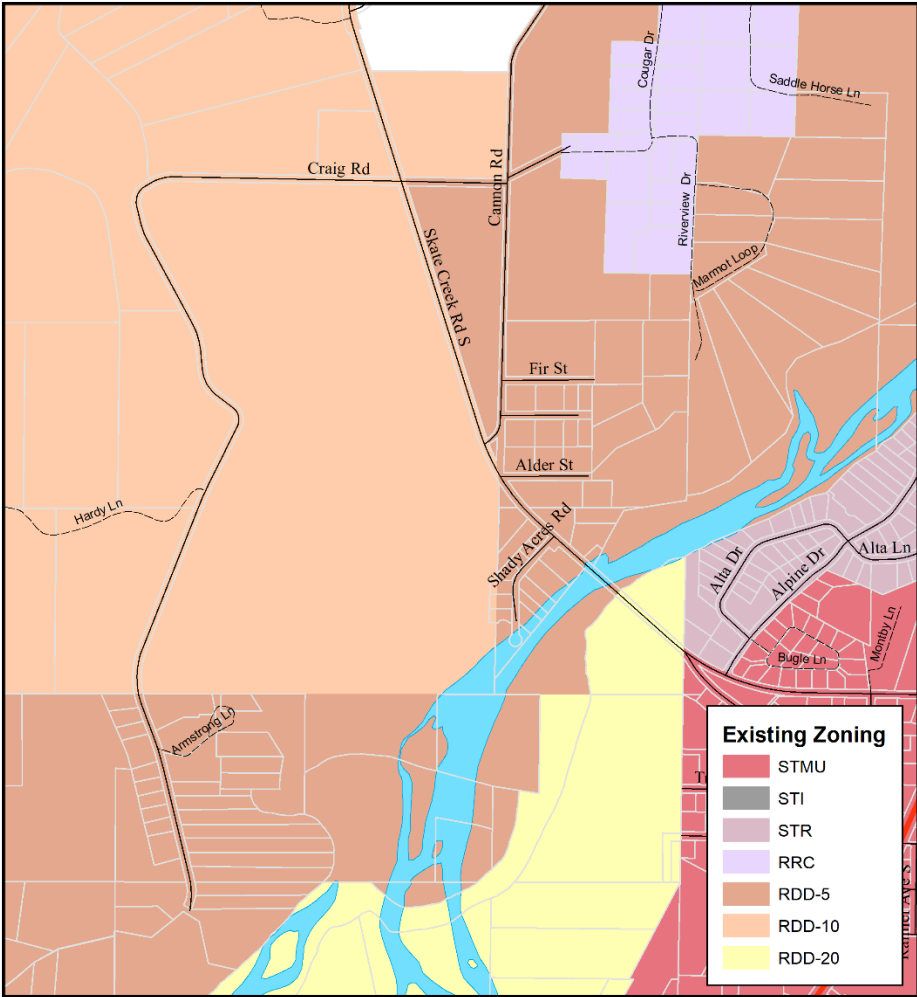 Cougar Dr
Saddle Horse Ln
Craig Rd
Cannon Rd
Riverview Dr
Skate Creek Rd S
Marmot Loop
Fir St
Alder St
Hardy Ln
Shady Acres Rd
Alta Dr
Alpine Dr
Alta Ln
Montby Ln
Bugle Ln
Armstrong Ln
Existing Zoning
STMU
STI
STR
RRC
RDD-5
RDD-10
RDD-20